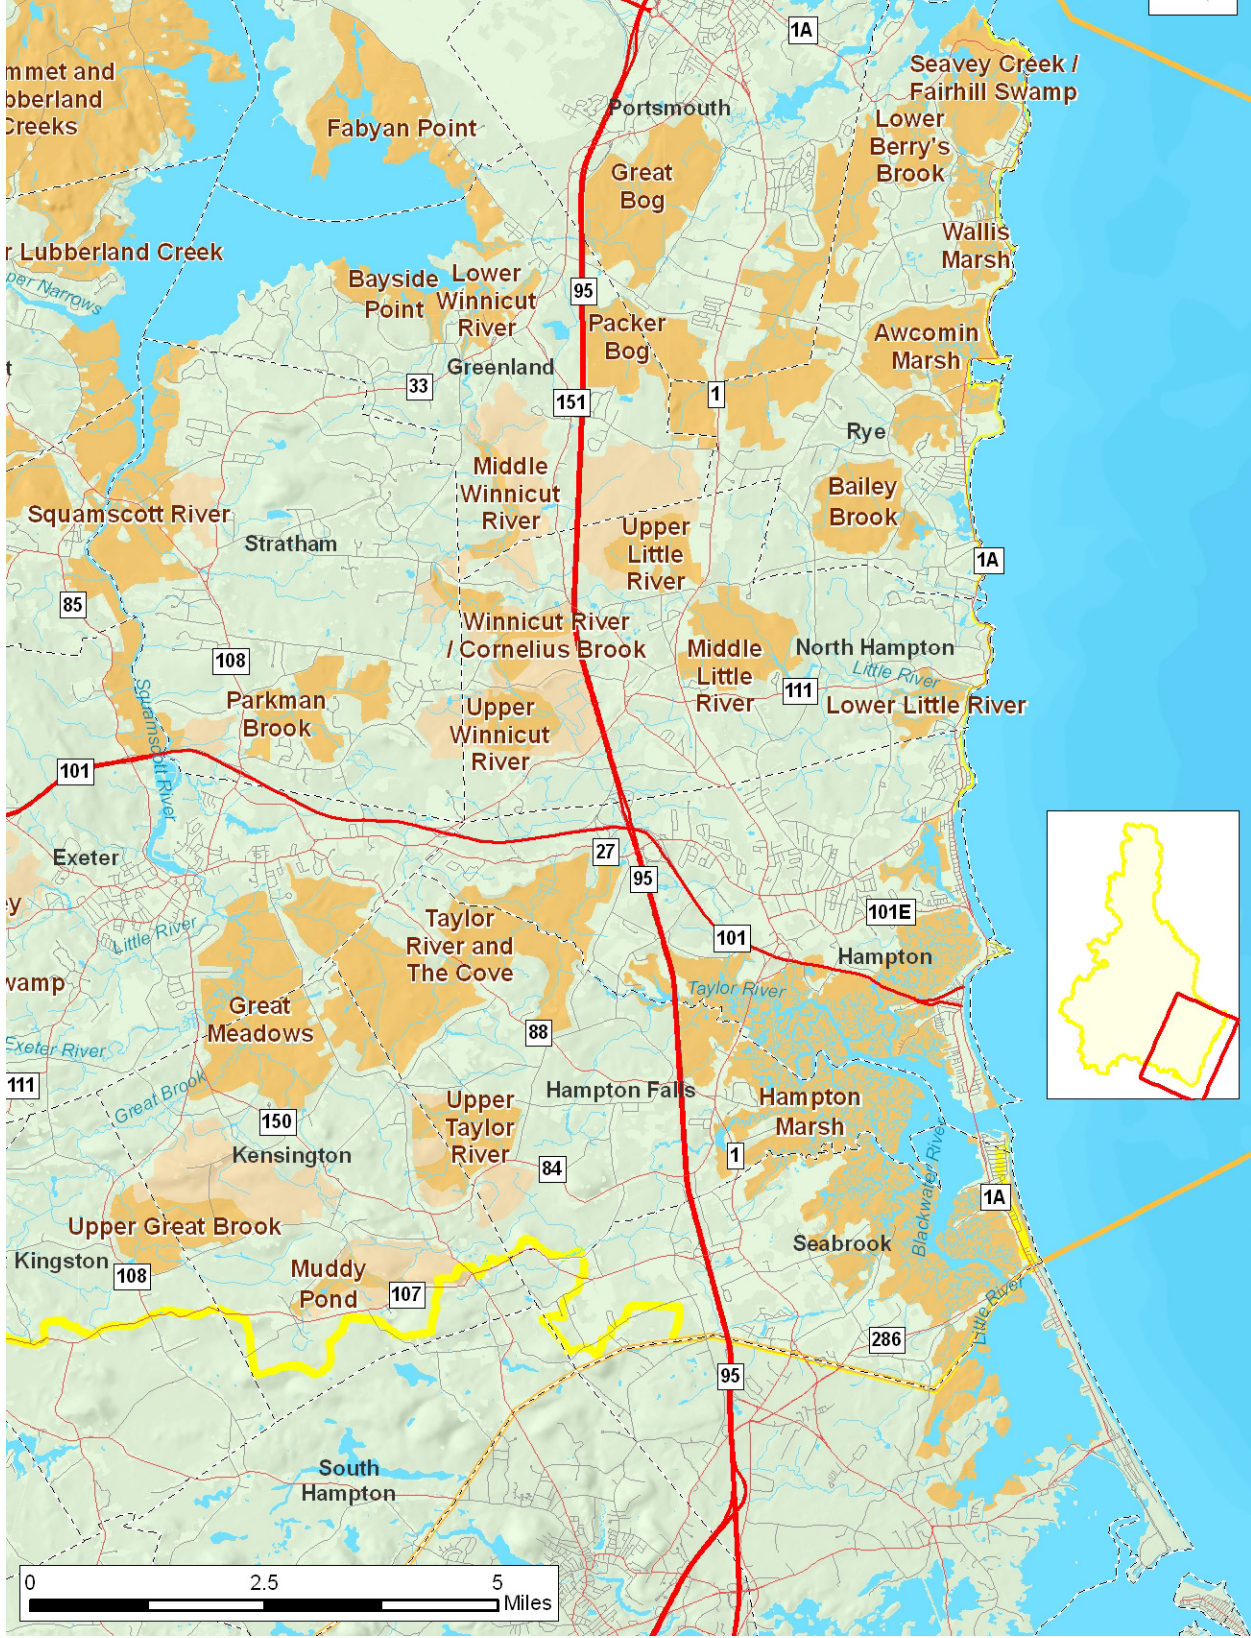 1A
Seavey Creek /
Fairhill Swamp
mmet and
bberland
Creeks
Portsmouth
Fabyan Point
Lower
Berry's
Brook
Great
Bog
Wallis
Marsh
r Lubberland Creek
per Narrows
Bayside
Point
Lower
Winnicut
River
95
Packer
Bog
Awcomin
Marsh
Greenland
t
33
151
1
Rye
Middle
Winnicut
River
Bailey
Brook
Squamscott River
Stratham
Upper
Little
River
1A
85
Winnicut River
/ Cornelius Brook
Middle
Little
River
North Hampton
Little River
108
111
Lower Little River
Parkman
Brook
Upper
Winnicut
River
Squamscott River
101
27
95
Exeter
ey
101E
Taylor
River and
The Cove
101
Hampton
Little River
wamp
Taylor River
Great
Meadows
88
Exeter River
111
Great Brook
Hampton Falls
Hampton
Marsh
Upper
Taylor
River
150
Kensington
84
1
Blackwater River
1A
Upper Great Brook
Seabrook
Kingston
108
Muddy
Pond
107
Little River
286
95
South
Hampton
0 2.5 5
Miles